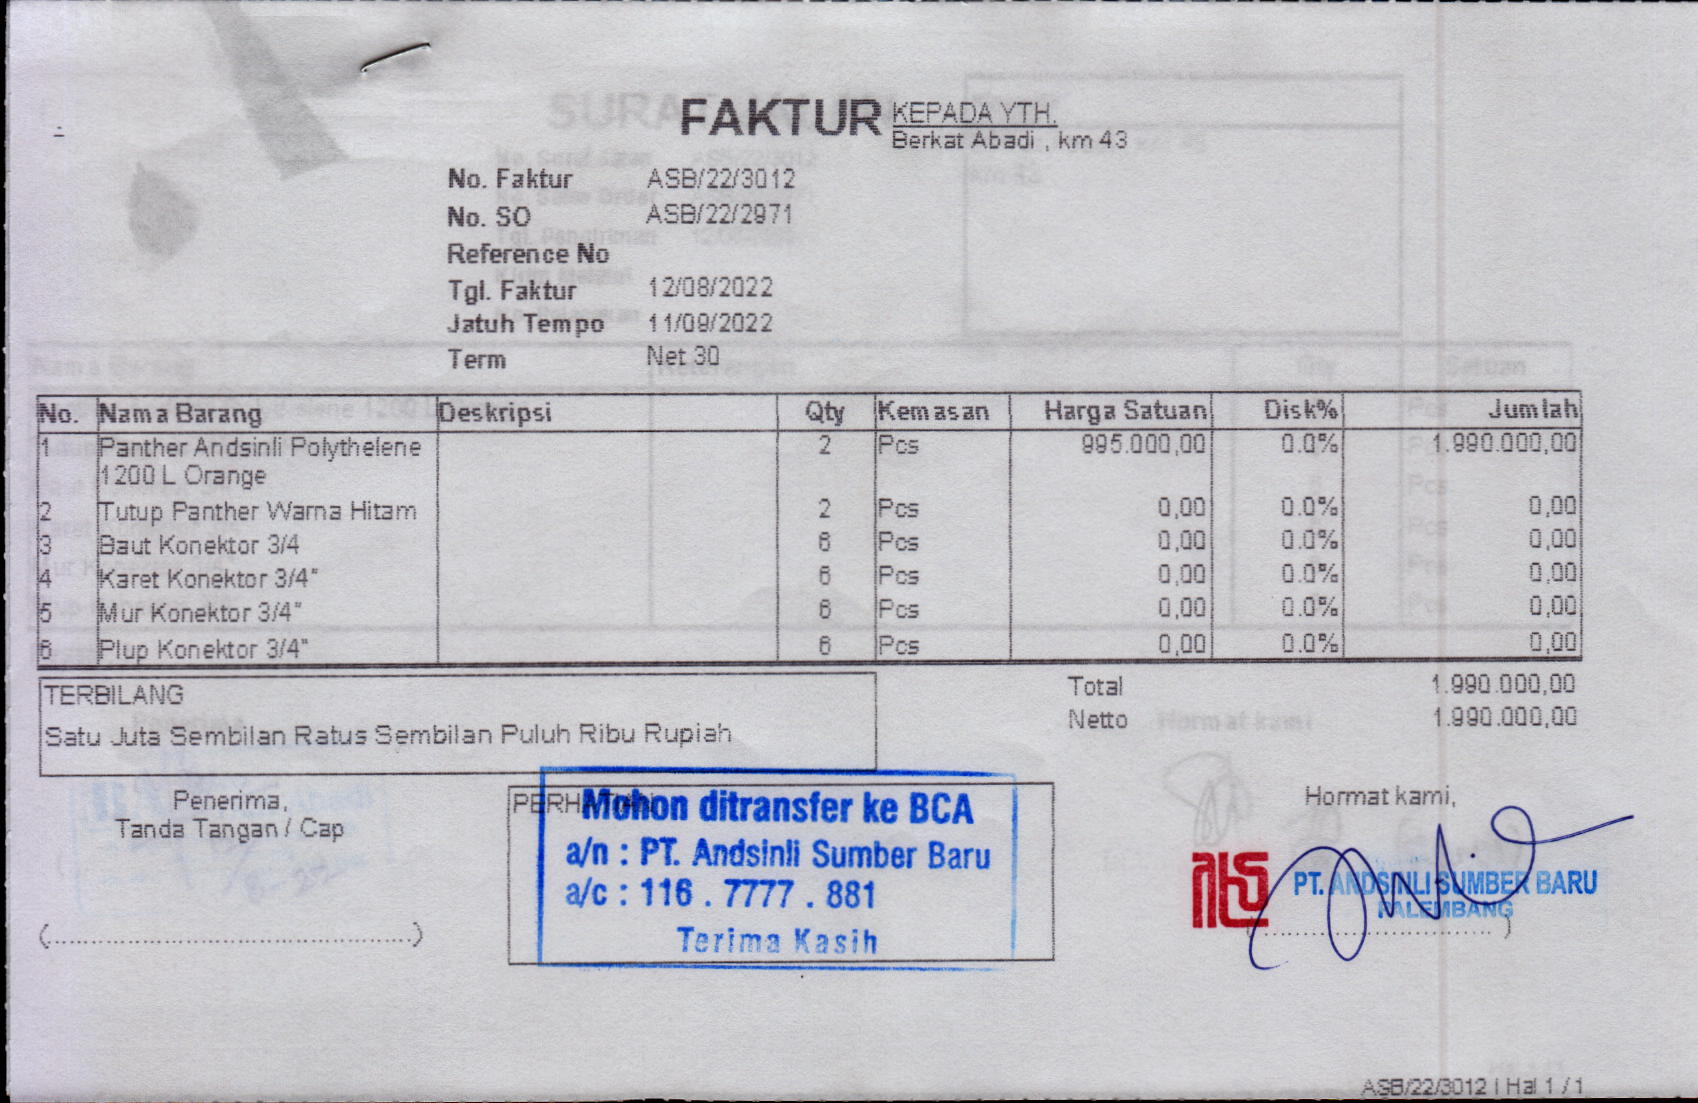 FAKTUR
KEPADA YTH.
Berkat Abadi , km 43
No. Faktur ASB/22/3012
No. SO ASB/22/2971
Reference No
Tgl. Faktur 12/08/2022
Jatuh Tempo 11/09/2022
Term Net 30
No. Nama Barang Deskripsi Qty Kemasan Harga Satuan Disk% Jumlah
1 Panther Andsinli Polythelene 2 Pcs 995.000,00 0.0% 1.990.000,00
1200 L Orange
2 Tutup Panther Warna Hitam 2 Pcs 0,00 0.0% 0,00
3 Baut Konektor 3/4 6 Pcs 0,00 0.0% 0,00
4 Karet Konektor 3/4" 6 Pcs 0,00 0.0% 0,00
5 Mur Konektor 3/4" 6 Pcs 0,00 0.0% 0,00
6 Plup Konektor 3/4" 6 Pcs 0,00 0.0% 0,00
TERBILANG
Satu Juta Sembilan Ratus Sembilan Puluh Ribu Rupiah
Total 1.990.000,00
Netto 1.990.000,00
Penerima,
Tanda Tangan / Cap
(............................................)
PERHATIAN
Mohon ditransfer ke BCA
a/n : PT. Andsinli Sumber Baru
a/c : 116 . 7777 . 881
Terima Kasih
Hormat kami,
PT. ANDSINLI SUMBER BARU
PALEMBANG
ASB/22/3012 | Hal 1 / 1